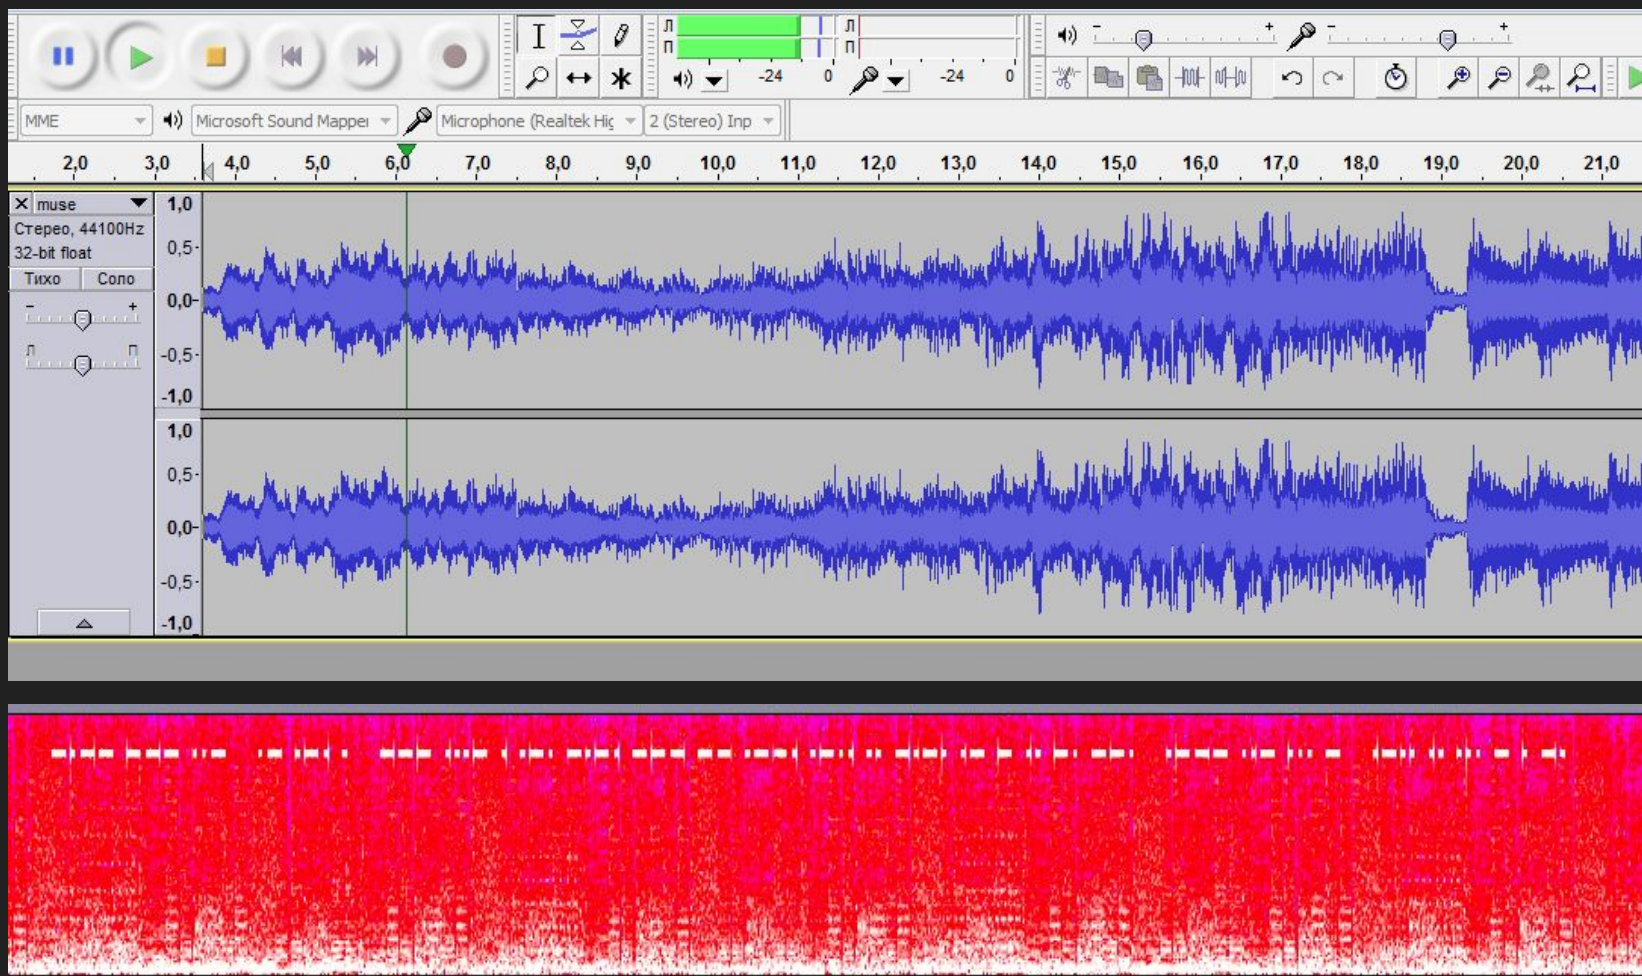 Л Л
П П
-24 0 -24 0
- + - +
MME Microsoft Sound Mapper Microphone (Realtek Hig 2 (Stereo) Inp
2,0 3,0 4,0 5,0 6,0 7,0 8,0 9,0 10,0 11,0 12,0 13,0 14,0 15,0 16,0 17,0 18,0 19,0 20,0 21,0
muse 1,0
Стерео, 44100Hz
32-bit float 0,5-
Тихо Соло
- + 0,0-
Л П -0,5-
-1,0
1,0
0,5-
0,0-
-0,5-
-1,0